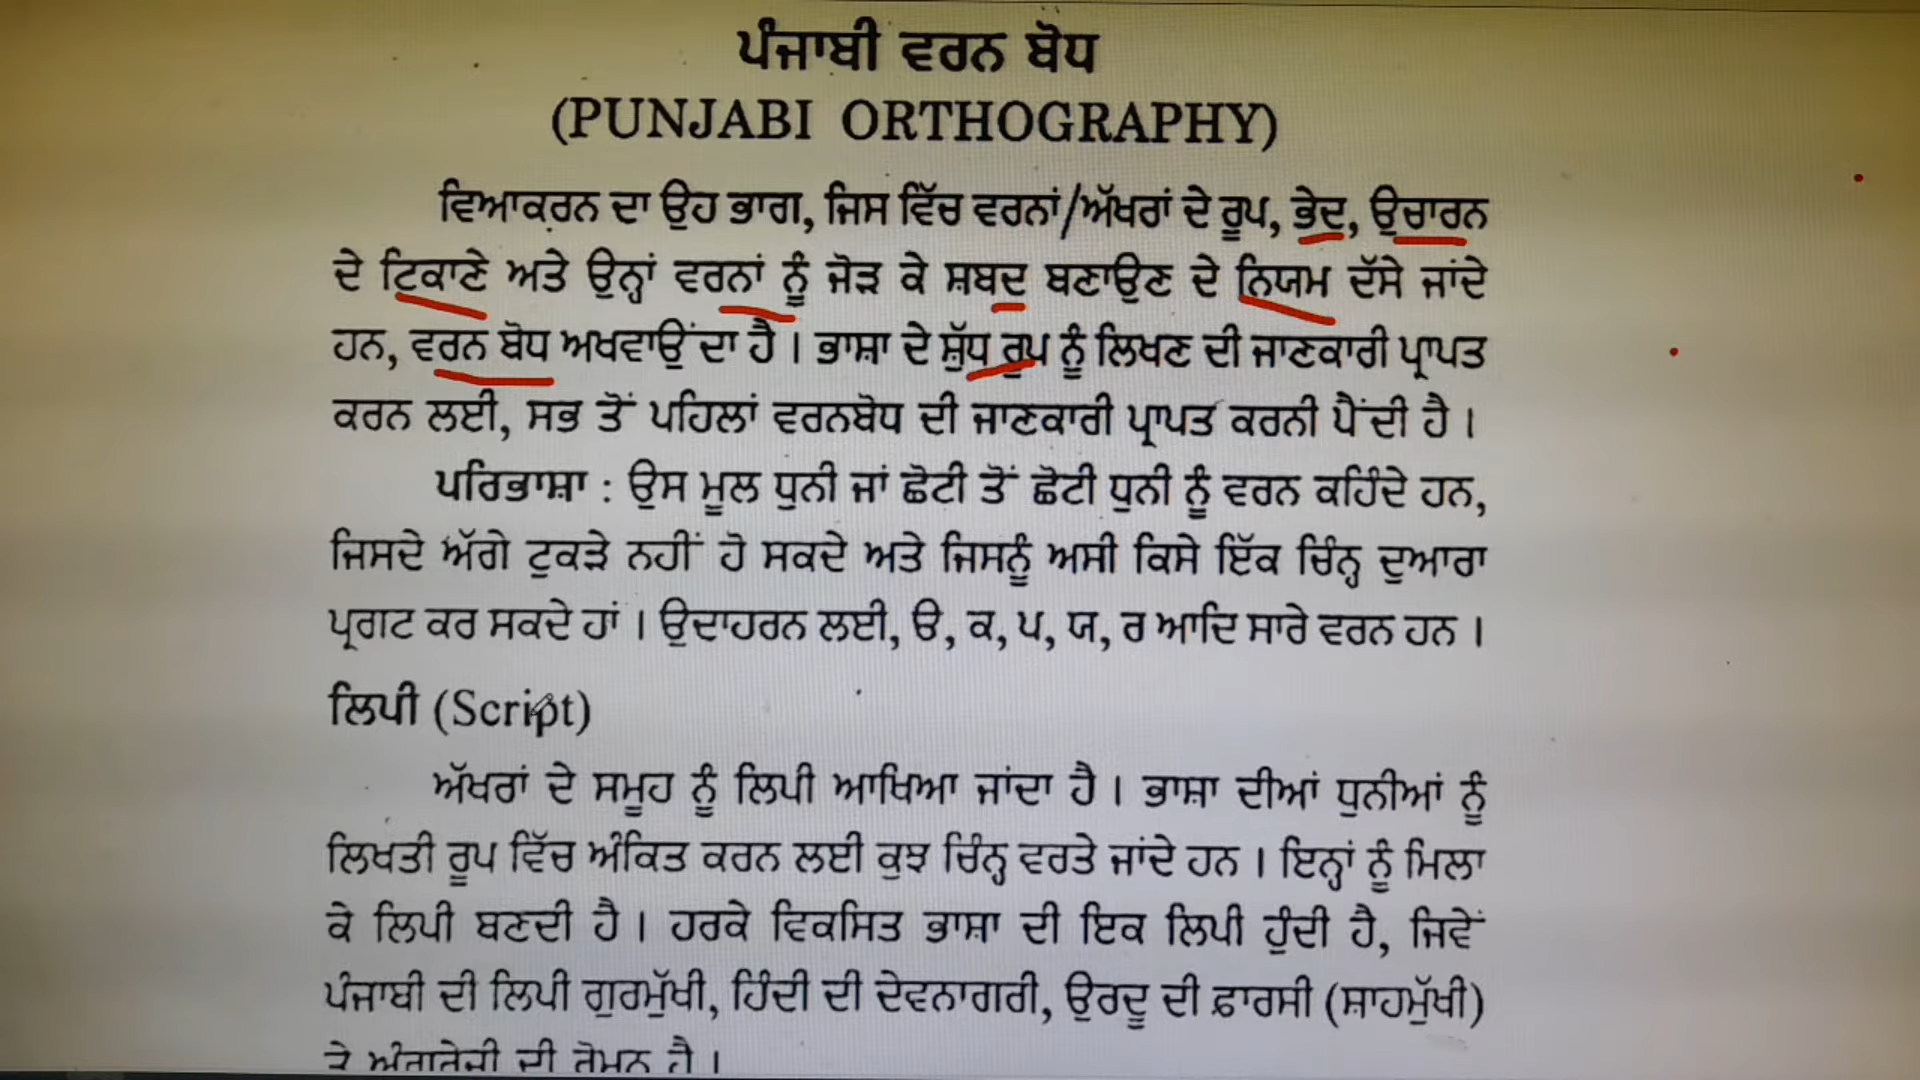 ਪੰਜਾਬੀ ਵਰਨ ਬੋਧ
(PUNJABI ORTHOGRAPHY)
ਵਿਆਕਰਨ ਦਾ ਉਹ ਭਾਗ, ਜਿਸ ਵਿੱਚ ਵਰਨਾਂ/ਅੱਖਰਾਂ ਦੇ ਰੂਪ, ਭੇਦ, ਉਚਾਰਨ
ਦੇ ਟਿਕਾਣੇ ਅਤੇ ਉਨ੍ਹਾਂ ਵਰਨਾਂ ਨੂੰ ਜੋੜ ਕੇ ਸ਼ਬਦ ਬਣਾਉਣ ਦੇ ਨਿਯਮ ਦੱਸੇ ਜਾਂਦੇ
ਹਨ, ਵਰਨ ਬੋਧ ਅਖਵਾਉਂਦਾ ਹੈ । ਭਾਸ਼ਾ ਦੇ ਸ਼ੁੱਧ ਰੂਪ ਨੂੰ ਲਿਖਣ ਦੀ ਜਾਣਕਾਰੀ ਪ੍ਰਾਪਤ
ਕਰਨ ਲਈ, ਸਭ ਤੋਂ ਪਹਿਲਾਂ ਵਰਨਬੋਧ ਦੀ ਜਾਣਕਾਰੀ ਪ੍ਰਾਪਤ ਕਰਨੀ ਪੈਂਦੀ ਹੈ ।
ਪਰਿਭਾਸ਼ਾ : ਉਸ ਮੂਲ ਧੁਨੀ ਜਾਂ ਛੋਟੀ ਤੋਂ ਛੋਟੀ ਧੁਨੀ ਨੂੰ ਵਰਨ ਕਹਿੰਦੇ ਹਨ,
ਜਿਸਦੇ ਅੱਗੇ ਟੁਕੜੇ ਨਹੀਂ ਹੋ ਸਕਦੇ ਅਤੇ ਜਿਸਨੂੰ ਅਸੀ ਕਿਸੇ ਇੱਕ ਚਿੰਨ੍ਹ ਦੁਆਰਾ
ਪ੍ਰਗਟ ਕਰ ਸਕਦੇ ਹਾਂ । ਉਦਾਹਰਨ ਲਈ, ੳ, ਕ, ਪ, ਯ, ਰ ਆਦਿ ਸਾਰੇ ਵਰਨ ਹਨ ।
ਲਿਪੀ (Script)
ਅੱਖਰਾਂ ਦੇ ਸਮੂਹ ਨੂੰ ਲਿਪੀ ਆਖਿਆ ਜਾਂਦਾ ਹੈ । ਭਾਸ਼ਾ ਦੀਆਂ ਧੁਨੀਆਂ ਨੂੰ
ਲਿਖਤੀ ਰੂਪ ਵਿੱਚ ਅੰਕਿਤ ਕਰਨ ਲਈ ਕੁਝ ਚਿੰਨ੍ਹ ਵਰਤੇ ਜਾਂਦੇ ਹਨ । ਇਨ੍ਹਾਂ ਨੂੰ ਮਿਲਾ
ਕੇ ਲਿਪੀ ਬਣਦੀ ਹੈ । ਹਰਕੇ ਵਿਕਸਿਤ ਭਾਸ਼ਾ ਦੀ ਇਕ ਲਿਪੀ ਹੁੰਦੀ ਹੈ, ਜਿਵੇਂ
ਪੰਜਾਬੀ ਦੀ ਲਿਪੀ ਗੁਰਮੁੱਖੀ, ਹਿੰਦੀ ਦੀ ਦੇਵਨਾਗਰੀ, ਉਰਦੂ ਦੀ ਫ਼ਾਰਸੀ (ਸ਼ਾਹਮੁੱਖੀ)
ਤੇ ਅੰਗਰੇਜ਼ੀ ਦੀ ਰੋਮਨ ਹੈ ।